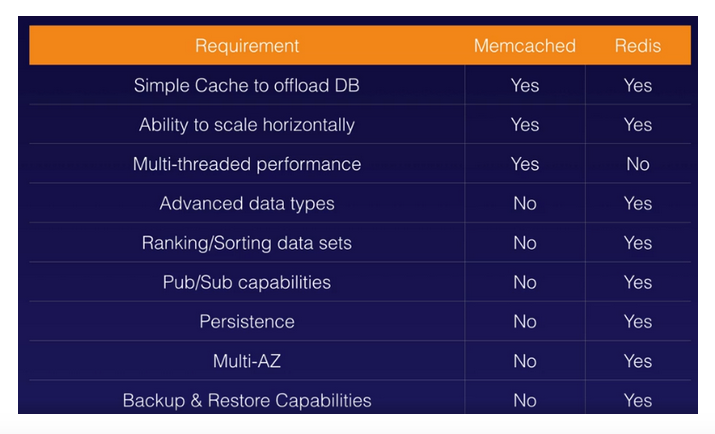 Requirement Memcached Redis
Simple Cache to offload DB Yes Yes
Ability to scale horizontally Yes Yes
Multi-threaded performance Yes No
Advanced data types No Yes
Ranking/Sorting data sets No Yes
Pub/Sub capabilities No Yes
Persistence No Yes
Multi-AZ No Yes
Backup & Restore Capabilities No Yes